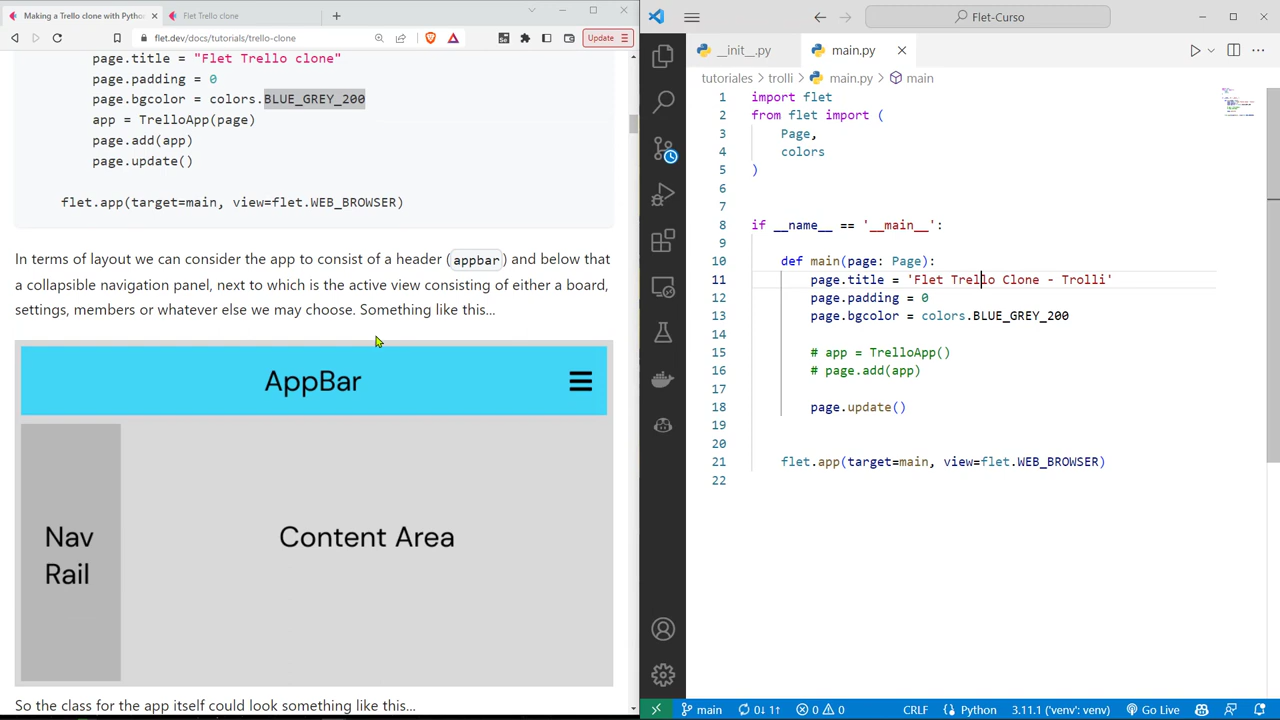 Making a Trello clone with Python
Flet Trello clone
flet.dev/docs/tutorials/trello-clone
Update
page.title = "Flet Trello clone"
page.padding = 0
page.bgcolor = colors.BLUE_GREY_200
app = TrelloApp(page)
page.add(app)
page.update()
flet.app(target=main, view=flet.WEB_BROWSER)
In terms of layout we can consider the app to consist of a header (appbar) and below that
a collapsible navigation panel, next to which is the active view consisting of either a board,
settings, members or whatever else we may choose. Something like this...
AppBar
Nav
Rail
Content Area
So the class for the app itself could look something like this...
Flet-Curso
__init__.py
main.py
tutoriales > trolli > main.py > main
1 import flet
2 from flet import (
3 Page,
4 colors
5 )
6
7
8 if __name__ == '__main__':
9
10 def main(page: Page):
11 page.title = 'Flet Trello Clone - Trolli'
12 page.padding = 0
13 page.bgcolor = colors.BLUE_GREY_200
14
15 # app = TrelloApp()
16 # page.add(app)
17
18 page.update()
19
20
21 flet.app(target=main, view=flet.WEB_BROWSER)
22
main 0↓ 1↑ 0 0 CRLF Python 3.11.1 ('venv': venv) Go Live